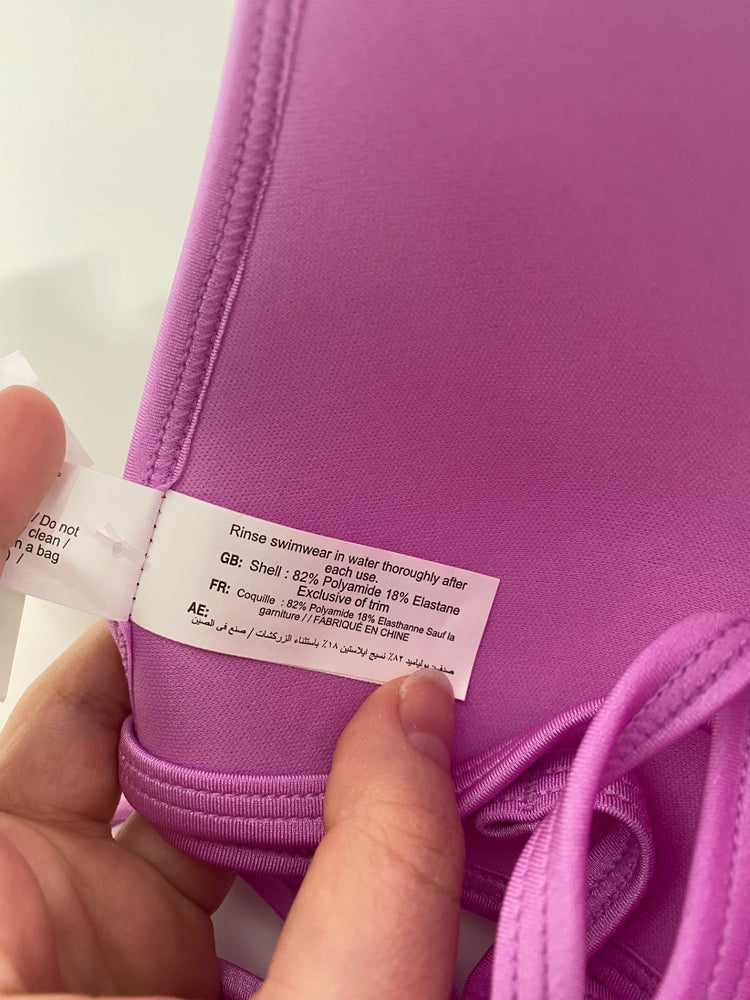 / Do not
clean /
n a bag
) /
Rinse swimwear in water thoroughly after
each use.
GB: Shell : 82% Polyamide 18% Elastane
Exclusive of trim
FR: Coquille : 82% Polyamide 18% Elasthanne Sauf la
garniture / / FABRIQUÉ EN CHINE
AE:
صنف: بولياميد ٨٢٪ نسيج ايلاستين ١٨٪ باستثناء الزركشات / صنع في الصين